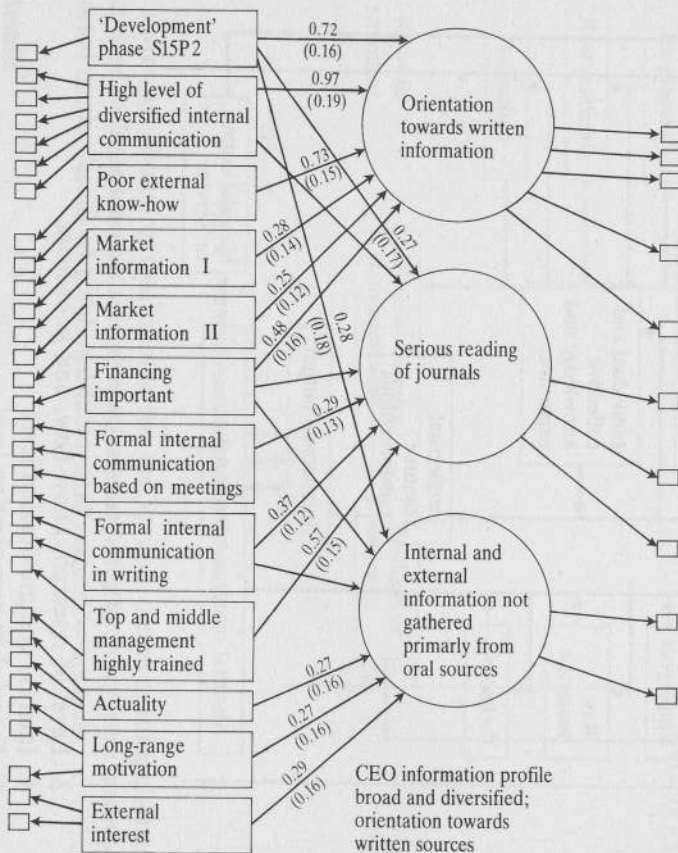 'Development'
phase S15P2
High level of
diversified internal
communication
Poor external
know-how
Market
information I
Market
information II
Financing
important
Formal internal
communication
based on meetings
Formal internal
communication
in writing
Top and middle
management
highly trained
Actuality
Long-range
motivation
External
interest
0.72
(0.16)
0.97
(0.19)
0.73
(0.15)
0.28
(0.14)
0.25
(0.12)
0.48
(0.16)
0.27
(0.17)
0.28
(0.18)
0.29
(0.13)
0.37
(0.12)
0.57
(0.15)
0.27
(0.16)
0.27
(0.16)
0.29
(0.16)
Orientation
towards written
information
Serious reading
of journals
Internal and
external
information not
gathered
primarly from
oral sources
CEO information profile
broad and diversified;
orientation towards
written sources